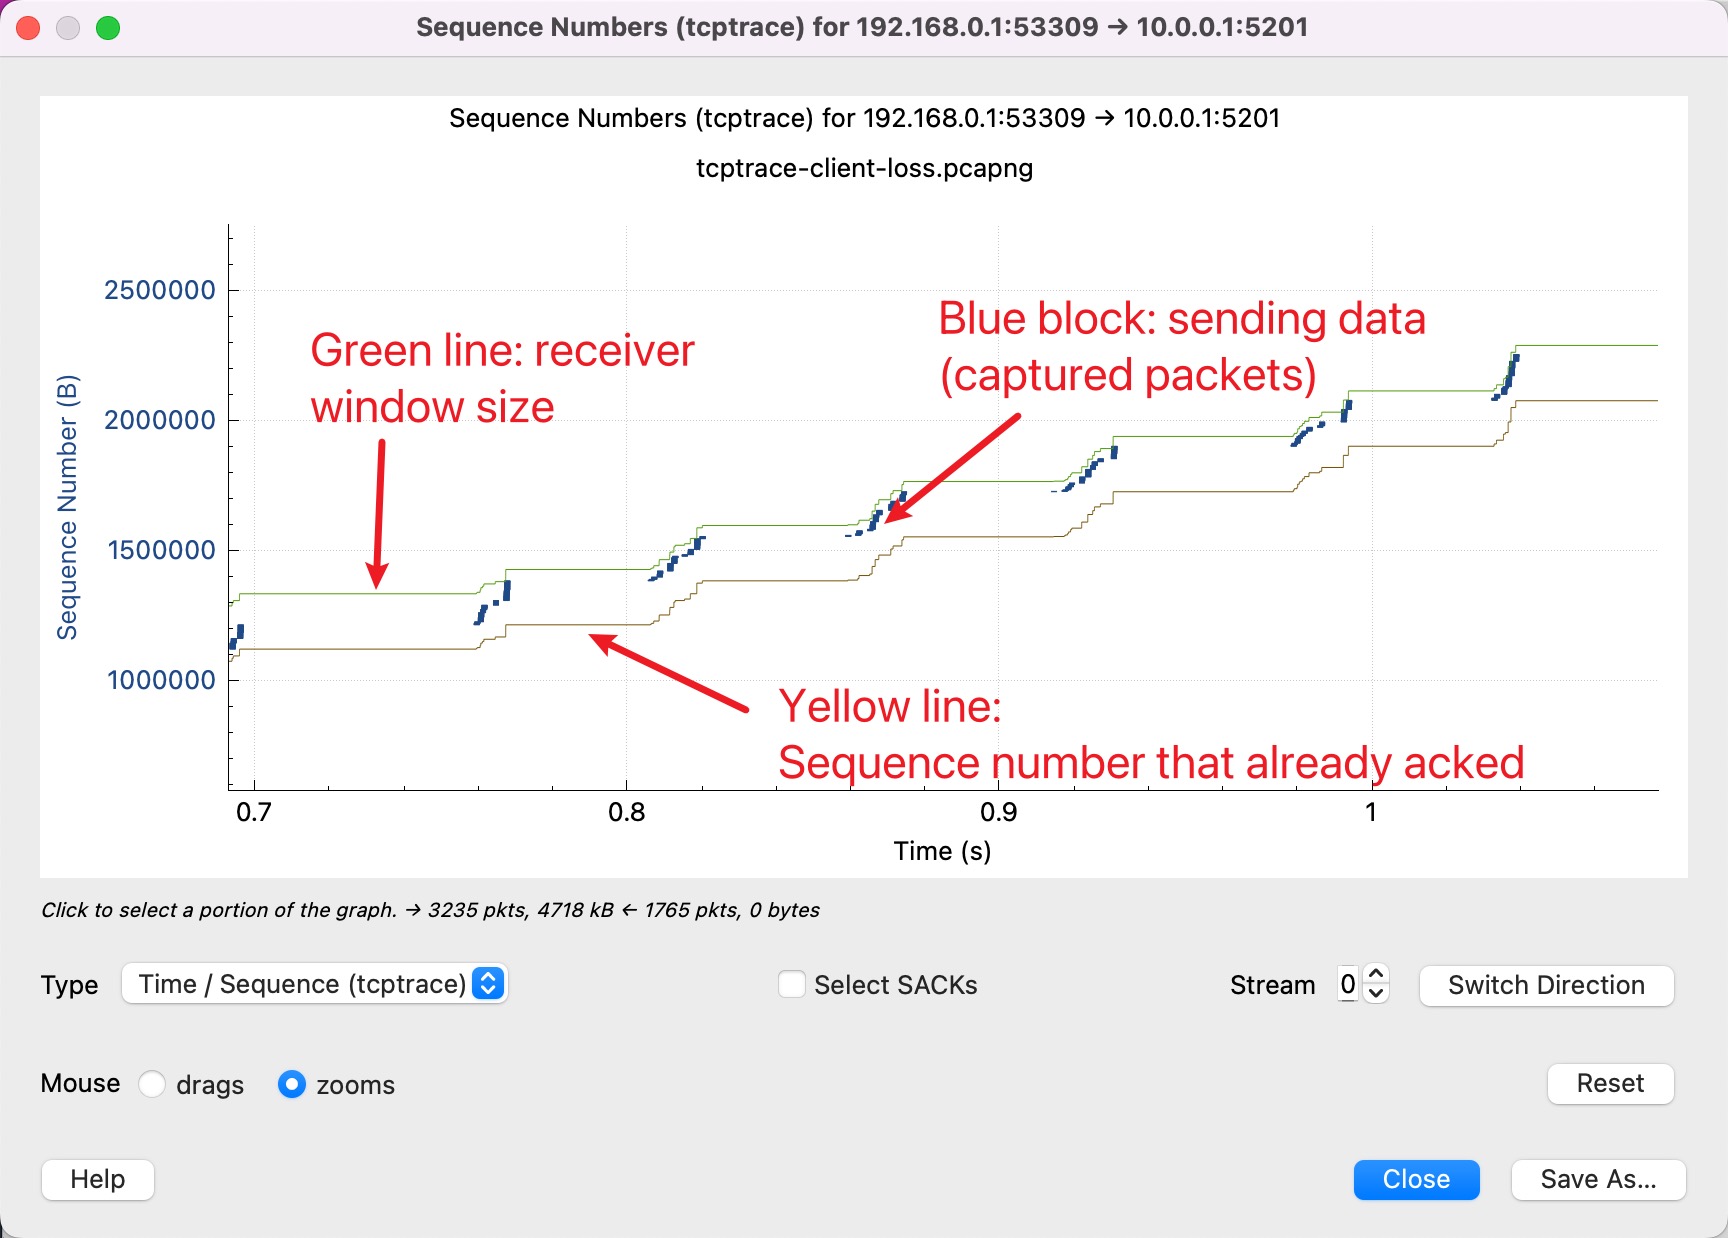 Sequence Numbers (tcptrace) for 192.168.0.1:53309 → 10.0.0.1:5201
Sequence Numbers (tcptrace) for 192.168.0.1:53309 → 10.0.0.1:5201
tcptrace-client-loss.pcapng
2500000
2000000
1500000
1000000
Sequence Number (B)
Green line: receiver
window size
Blue block: sending data
(captured packets)
Yellow line:
Sequence number that already acked
0.7 0.8 0.9 1
Time (s)
Click to select a portion of the graph. → 3235 pkts, 4718 kB ← 1765 pkts, 0 bytes
Type Time / Sequence (tcptrace) Select SACKs Stream 0 Switch Direction
Mouse drags zooms Reset
Help Close Save As...